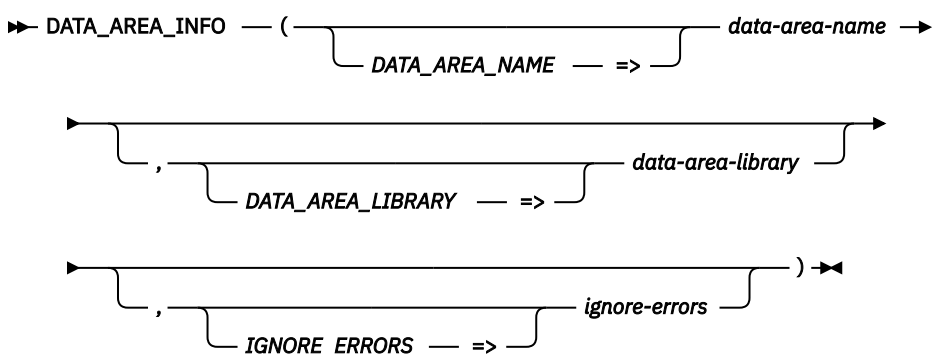 DATA_AREA_INFO ( data-area-name
DATA_AREA_NAME =>
, data-area-library
DATA_AREA_LIBRARY =>
, ignore-errors )
IGNORE_ERRORS =>